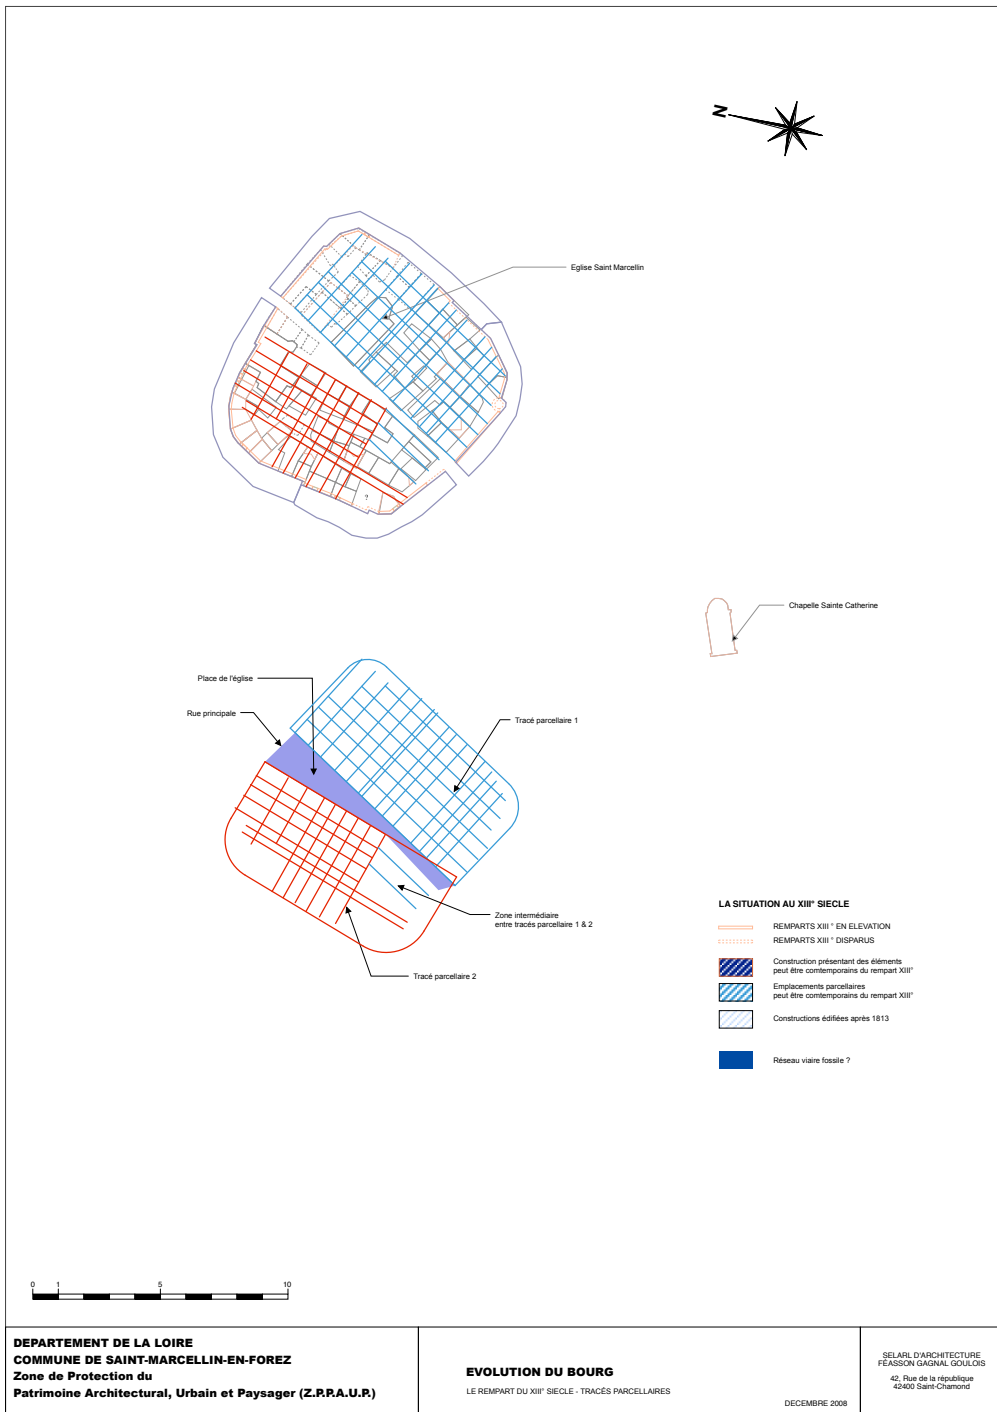 N
Eglise Saint Marcellin
?
Chapelle Sainte Catherine
Place de l'église
Rue principale
Tracé parcellaire 1
Zone intermédiaire
entre tracés parcellaire 1 & 2
Tracé parcellaire 2
LA SITUATION AU XIII° SIECLE
REMPARTS XIII ° EN ELEVATION
REMPARTS XIII ° DISPARUS
Construction présentant des éléments
peut être comtemporains du rempart XIII°
Emplacements parcellaires
peut être comtemporains du rempart XIII°
Constructions édifiées après 1813
Réseau viaire fossile ?
0 1 5 10
DEPARTEMENT DE LA LOIRE
COMMUNE DE SAINT-MARCELLIN-EN-FOREZ
Zone de Protection du
Patrimoine Architectural, Urbain et Paysager (Z.P.P.A.U.P.)
EVOLUTION DU BOURG
LE REMPART DU XIII° SIECLE - TRACÉS PARCELLAIRES
DECEMBRE 2008
SELARL D'ARCHITECTURE
FÉASSON GAGNAL GOULOIS
42, Rue de la république
42400 Saint-Chamond